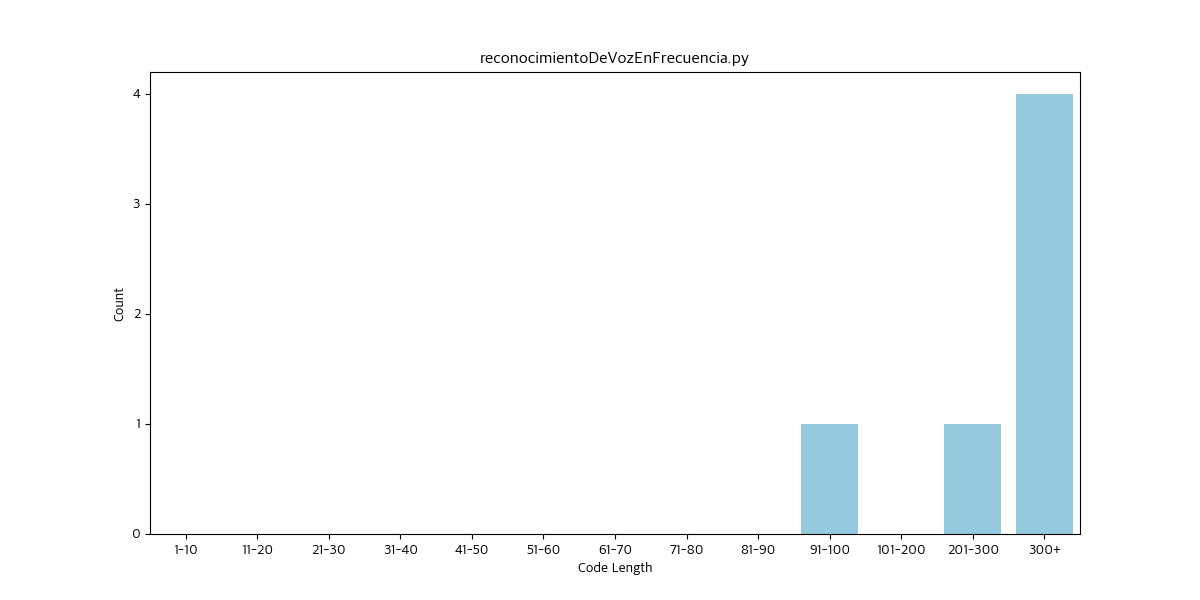 reconocimientoDeVozEnFrecuencia.py
4
3
2
1
0
Count
1-10 11-20 21-30 31-40 41-50 51-60 61-70 71-80 81-90 91-100 101-200 201-300 300+
Code Length